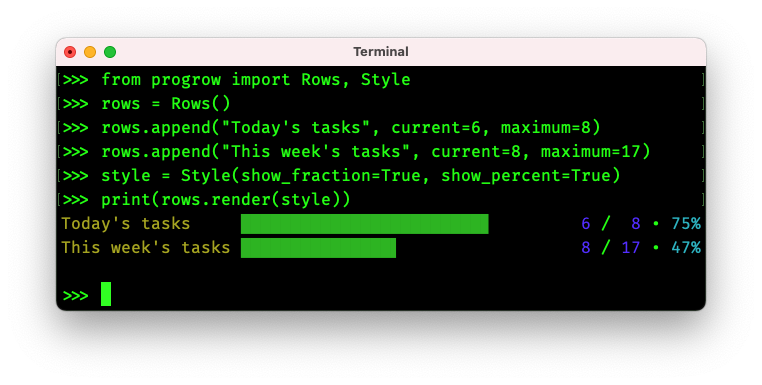 Terminal
>>> from progrow import Rows, Style
>>> rows = Rows()
>>> rows.append("Today's tasks", current=6, maximum=8)
>>> rows.append("This week's tasks", current=8, maximum=17)
>>> style = Style(show_fraction=True, show_percent=True)
>>> print(rows.render(style))
Today's tasks 6 / 8 • 75%
This week's tasks 8 / 17 • 47%
>>>